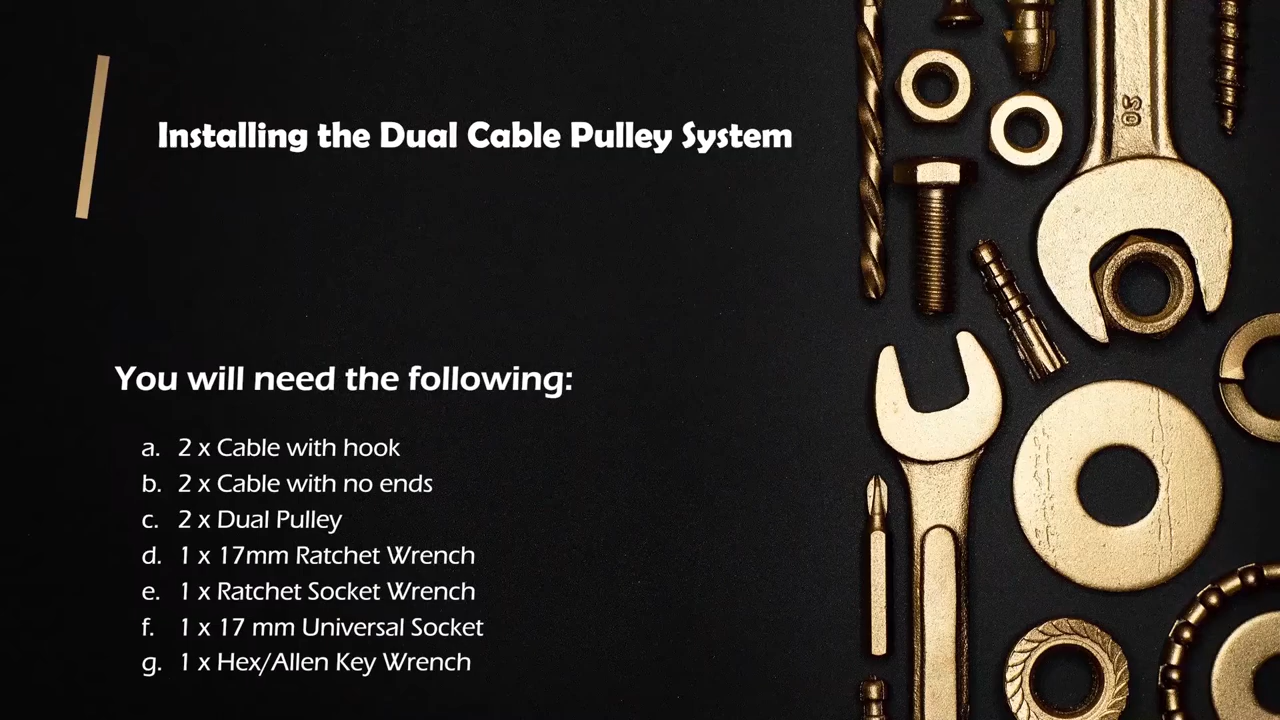 Installing the Dual Cable Pulley System
You will need the following:
a. 2 x Cable with hook
b. 2 x Cable with no ends
c. 2 x Dual Pulley
d. 1 x 17mm Ratchet Wrench
e. 1 x Ratchet Socket Wrench
f. 1 x 17 mm Universal Socket
g. 1 x Hex/Allen Key Wrench